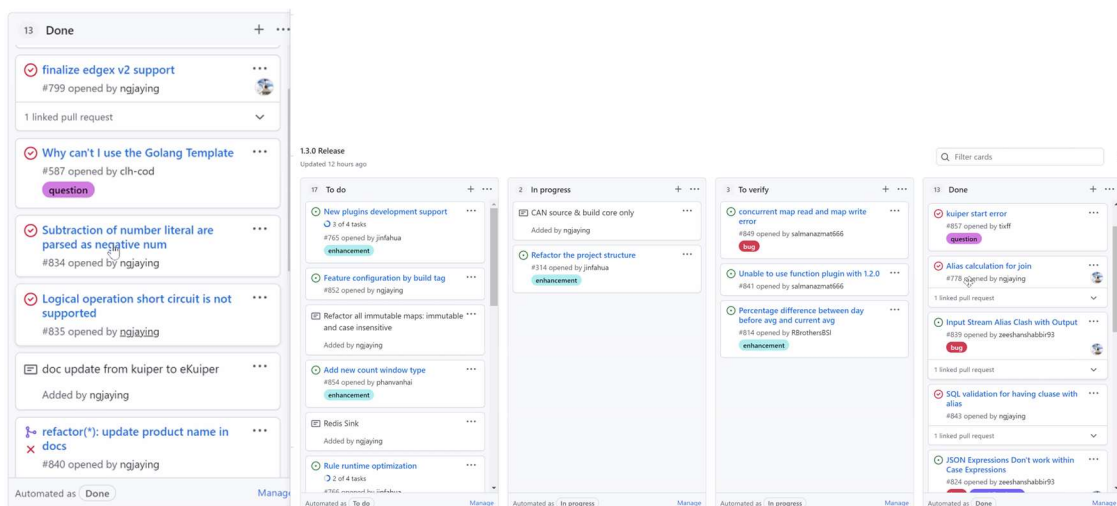 13 Done
finalize edgex v2 support
#799 opened by ngjaying
1 linked pull request
Why can't I use the Golang Template
#587 opened by clh-cod
question
Subtraction of number literal are
parsed as negative num
#834 opened by ngjaying
Logical operation short circuit is not
supported
#835 opened by ngjaying
doc update from kuiper to eKuiper
Added by ngjaying
refactor(*): update product name in
docs
#840 opened by ngjaying
Automated as Done Manage
1.3.0 Release
Updated 12 hours ago
Filter cards
17 To do
New plugins development support
3 of 4 tasks
#765 opened by jinfahua
enhancement
Feature configuration by build tag
#852 opened by ngjaying
Refactor all immutable maps: immutable
and case insensitive
Added by ngjaying
Add new count window type
#854 opened by phanvanhai
enhancement
Redis Sink
Added by ngjaying
Rule runtime optimization
2 of 4 tasks
#766 opened by jinfahua
Automated as To do Manage
2 In progress
CAN source & build core only
Added by ngjaying
Refactor the project structure
#314 opened by jinfahua
enhancement
Automated as In progress Manage
3 To verify
concurrent map read and map write
error
#849 opened by salmanazmat666
bug
Unable to use function plugin with 1.2.0
#841 opened by salmanazmat666
Percentage difference between day
before avg and current avg
#814 opened by RBrothersBSI
enhancement
Automated as In progress Manage
13 Done
kuiper start error
#857 opened by tixff
question
Alias calculation for join
#778 opened by ngjaying
1 linked pull request
Input Stream Alias Clash with Output
#839 opened by zeeshanshabbir93
bug
1 linked pull request
SQL validation for having cluase with
alias
#843 opened by ngjaying
1 linked pull request
JSON Expressions Don't work within
Case Expressions
#824 opened by zeeshanshabbir93
Automated as Done Manage